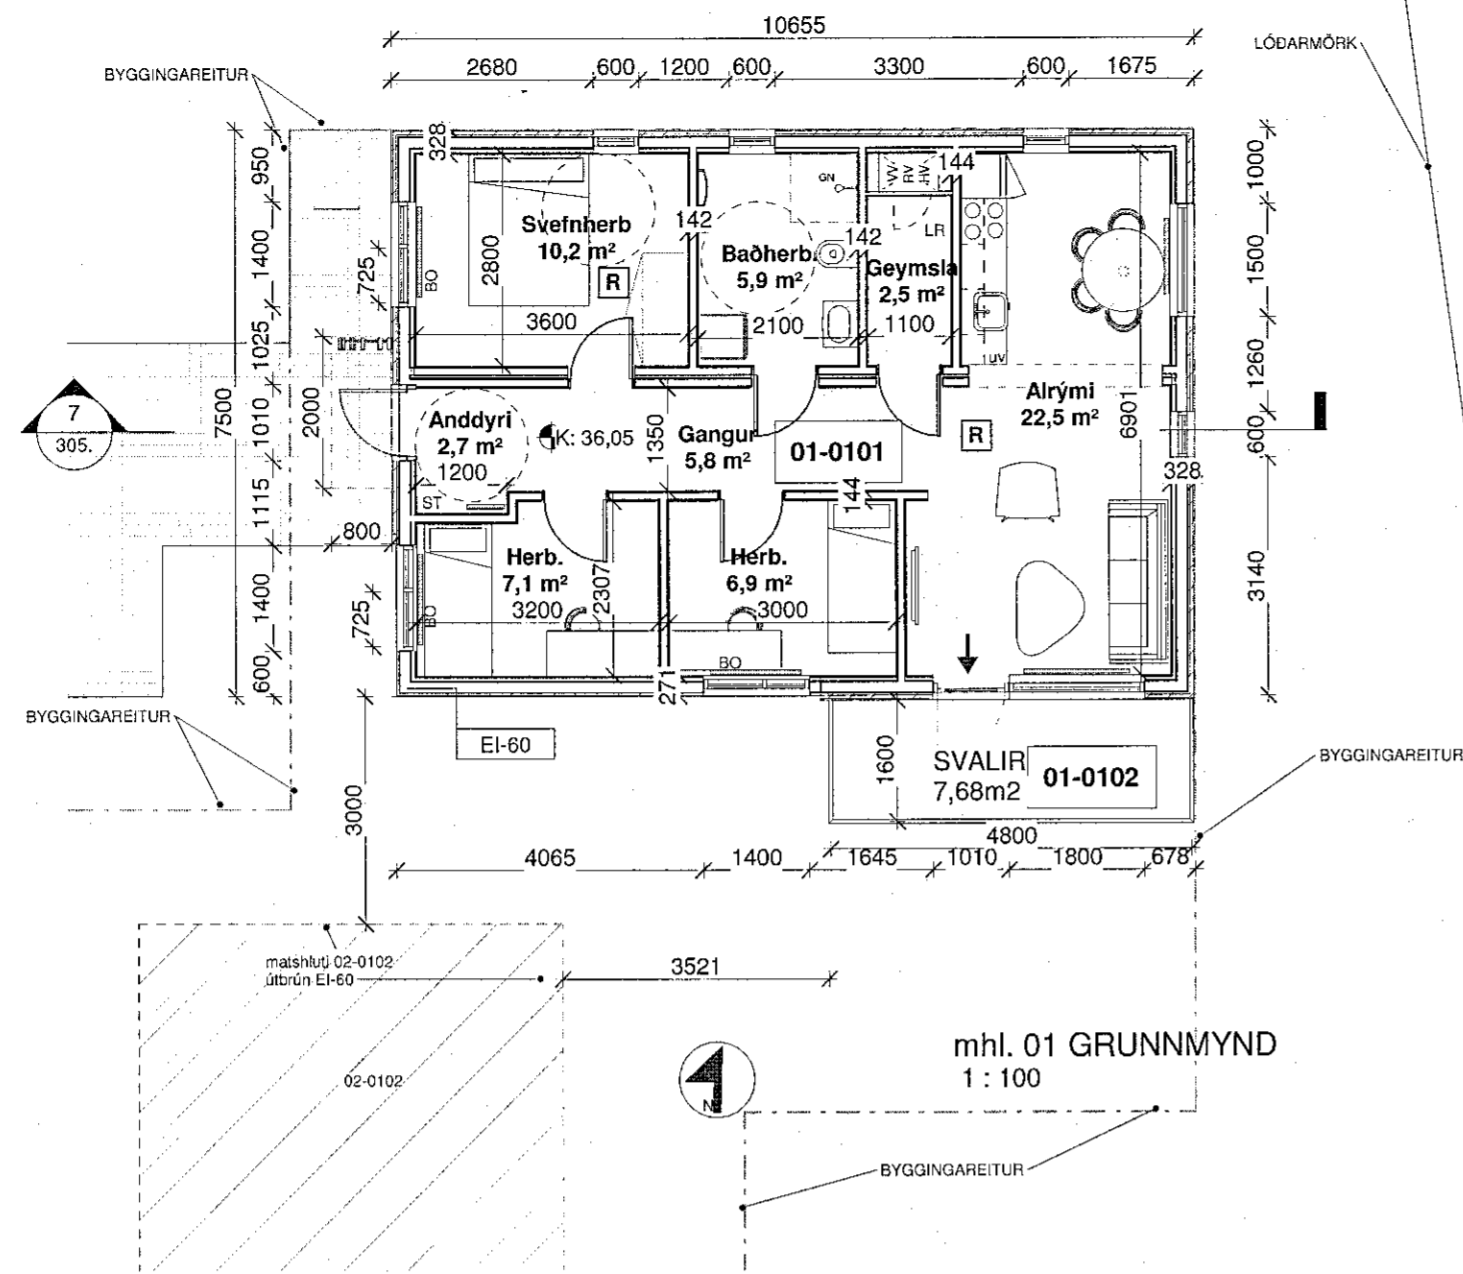 10655
LÓÐARMÖRK
BYGGINGAREITUR
2680 600 1200 600 3300 600 1675
328
144
950
1000
VV RV HV
GN
142
142
LR
Svefnherb
10,2 m²
R
2800
Baðherb.
5,9 m²
Geymsla
2,5 m²
1400
725
BO
1500
3600
2100
1100
UV
1025
1260
7500
2000
1010
7
305.
Anddyri
2,7 m²
1200
ST
K: 36,05
1350
Gangur
5,8 m²
01-0101
R
Alrými
22,5 m²
6901
600
328
144
1115
800
Herb.
7,1 m²
3200
2307
Herb.
6,9 m²
3000
3140
1400
725
BO
BO
600
271
BYGGINGAREITUR
EI-60
1600
SVALIR
7,68m2
01-0102
BYGGINGAREITUR
3000
4800
4065 1400 1645 1010 1800 678
matshluti 02-0102
útbrún EI-60
3521
02-0102
N
mhl. 01 GRUNNMYND
1 : 100
BYGGINGAREITUR